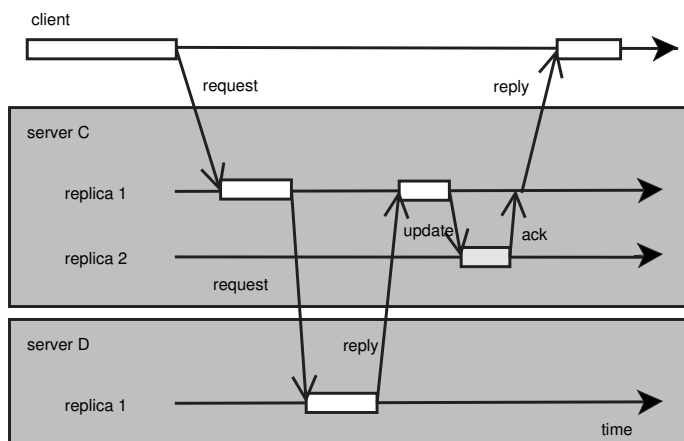 client
request
reply
server C
replica 1
update
ack
replica 2
request
server D
reply
replica 1
time